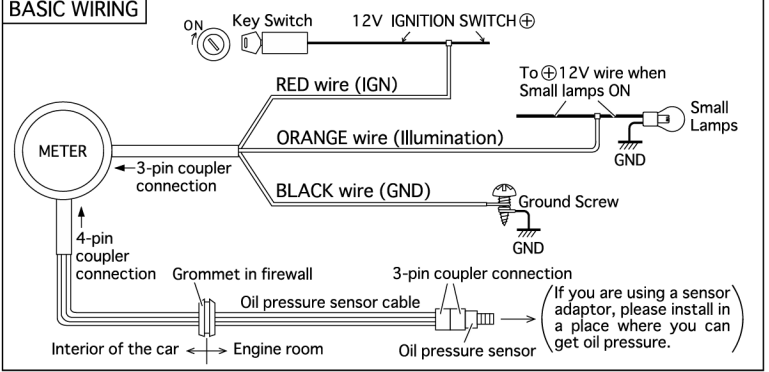 BASIC WIRING
ON
Key Switch
12V IGNITION SWITCH⊕
RED wire (IGN)
To⊕12V wire when
Small lamps ON
Small
Lamps
GND
METER
ORANGE wire (Illumination)
3-pin coupler
connection
BLACK wire (GND)
Ground Screw
GND
4-pin
coupler
connection
Grommet in firewall
3-pin coupler connection
Oil pressure sensor cable
If you are using a sensor
adaptor, please install in
a place where you can
get oil pressure.
Interior of the car
Engine room
Oil pressure sensor